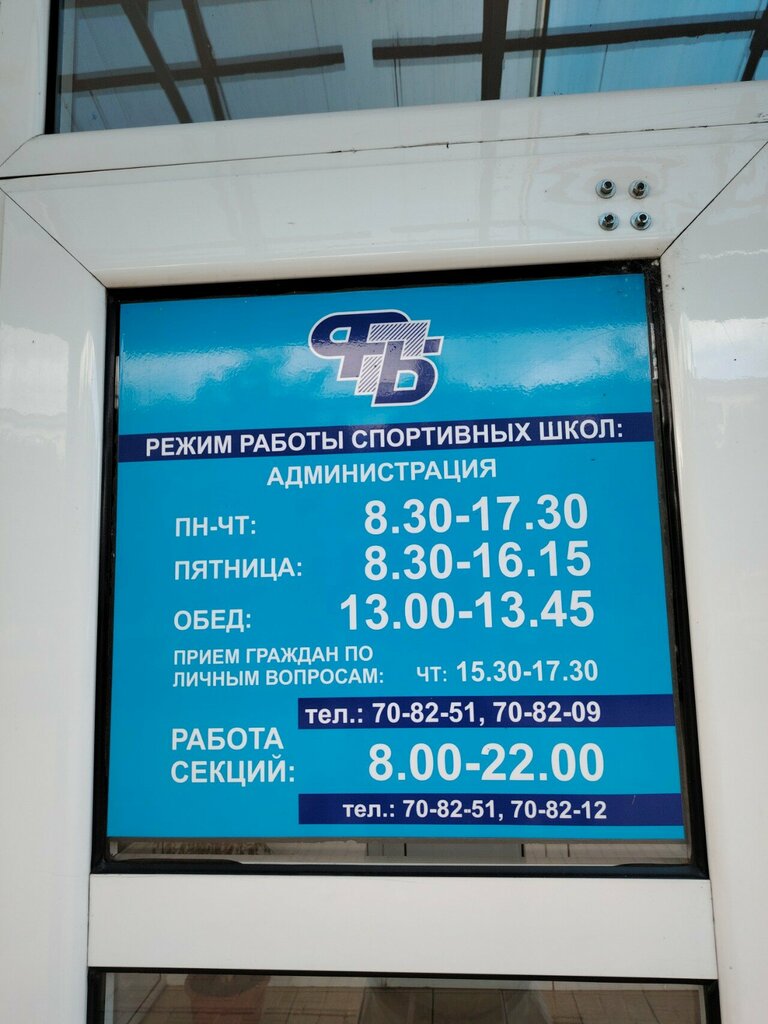 ФПБ
РЕЖИМ РАБОТЫ СПОРТИВНЫХ ШКОЛ:
АДМИНИСТРАЦИЯ
ПН-ЧТ: 8.30-17.30
ПЯТНИЦА: 8.30-16.15
ОБЕД: 13.00-13.45
ПРИЕМ ГРАЖДАН ПО
ЛИЧНЫМ ВОПРОСАМ: ЧТ: 15.30-17.30
тел.: 70-82-51, 70-82-09
РАБОТА
СЕКЦИЙ: 8.00-22.00
тел.: 70-82-51, 70-82-12